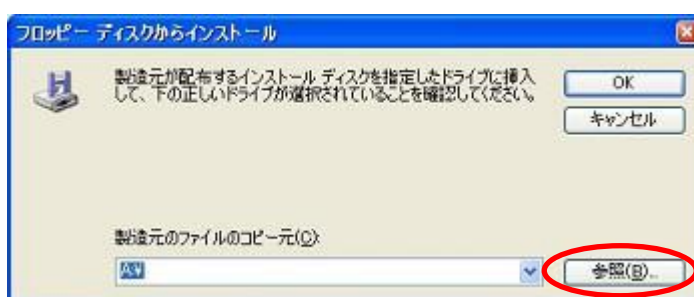 フロッピー ディスクからインストール
製造元が配布するインストール ディスクを指定したドライブに挿入
して、下の正しいドライブが選択されていることを確認してください。
OK
キャンセル
製造元のファイルのコピー元(C):
A:¥
参照(B)...